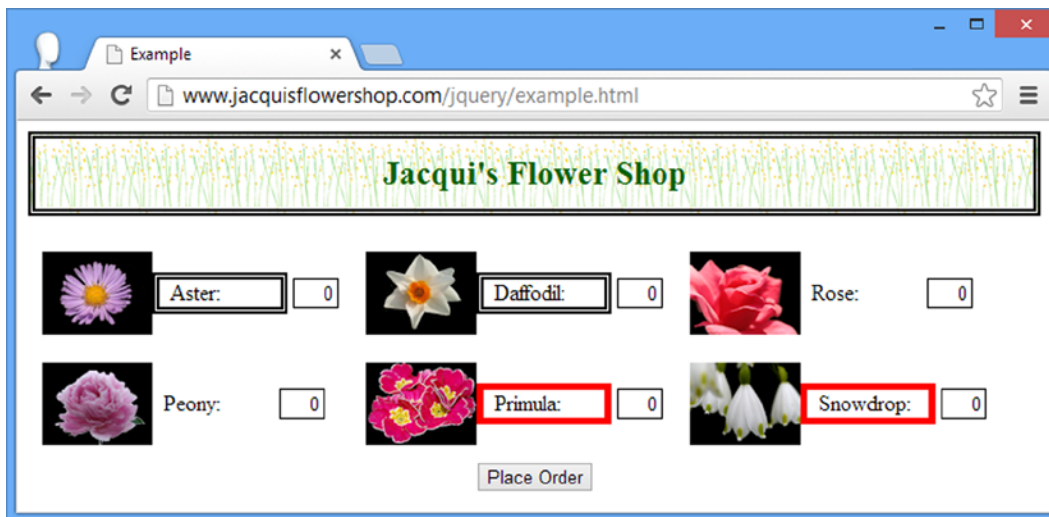 Example
www.jacquisflowershop.com/jquery/example.html
Jacqui's Flower Shop
Aster: 0 Daffodil: 0 Rose: 0
Peony: 0 Primula: 0 Snowdrop: 0
Place Order